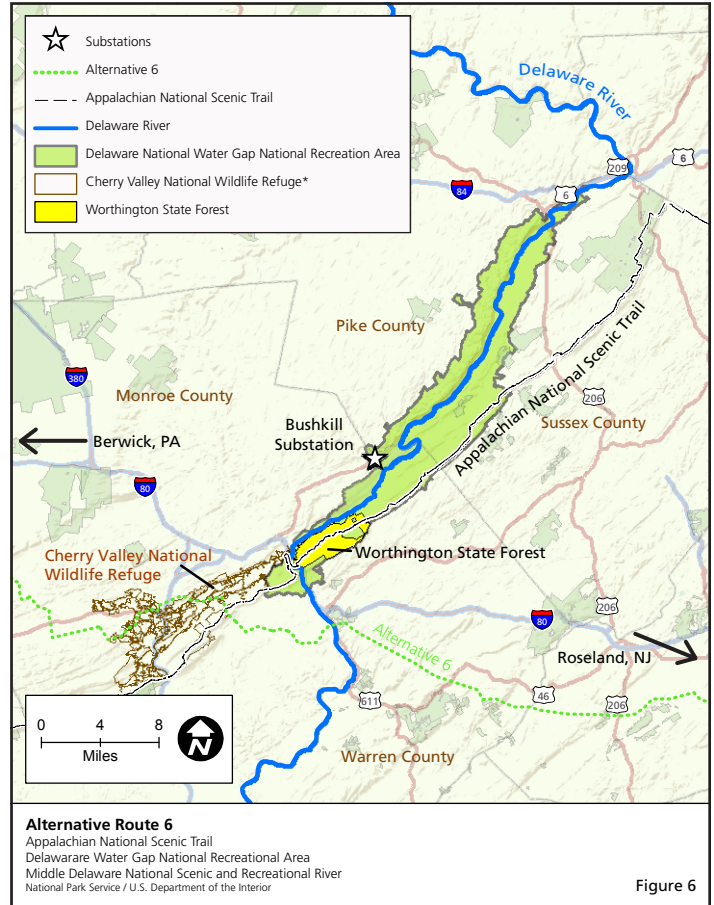 Substations
Alternative 6
Appalachian National Scenic Trail
Delaware River
Delaware National Water Gap National Recreation Area
Cherry Valley National Wildlife Refuge*
Worthington State Forest
Delaware River
6
209
84
6
Pike County
Appalachian National Scenic Trail
380
Monroe County
206
Sussex County
Bushkill
Substation
Berwick, PA
80
Cherry Valley National
Wildlife Refuge
Worthington State Forest
80
206
Alternative 6
Roseland, NJ
46
206
611
0 4 8
Miles
N
Warren County
Alternative Route 6
Appalachian National Scenic Trail
Delawarare Water Gap National Recreational Area
Middle Delaware National Scenic and Recreational River
National Park Service / U.S. Department of the Interior
Figure 6